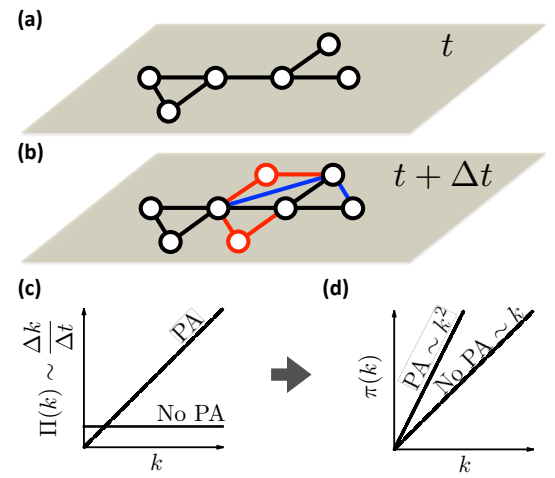 (a)
t
(b)
t + Δt
(c)
Π(k) ~ Δk/Δt
PA
No PA
k
(d)
π(k)
PA ~ k²
No PA ~ k
k